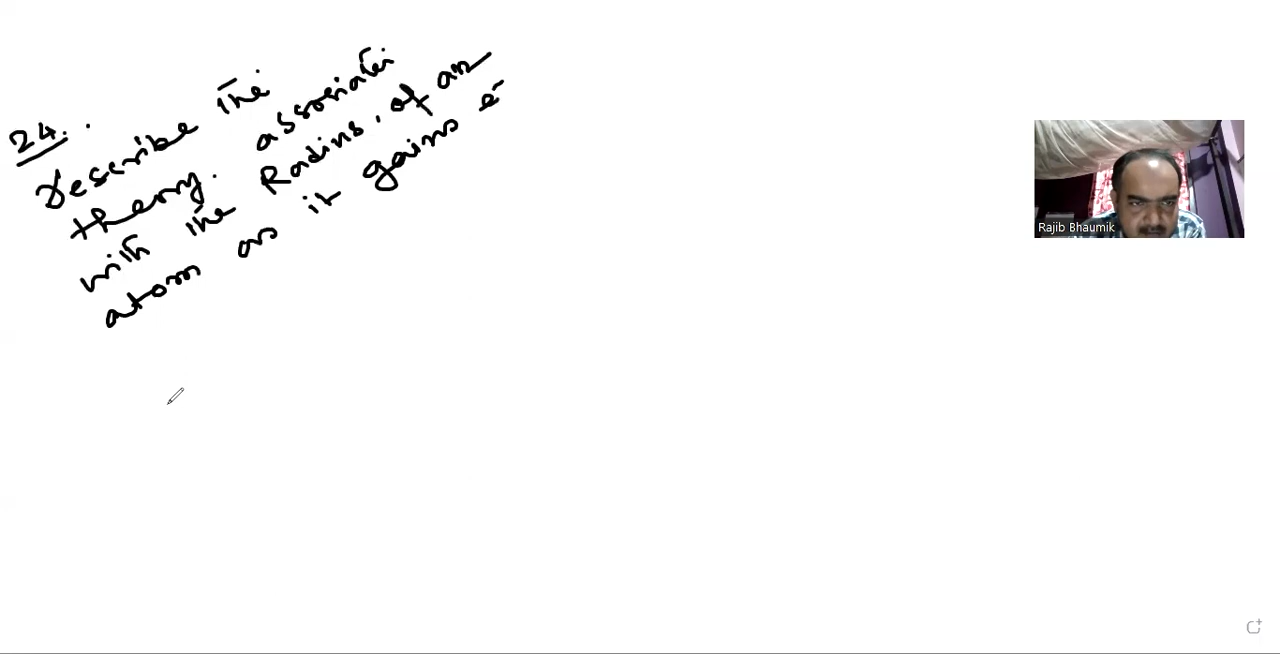 24.
Describe the
theory. associated
with the Radius, of an
atom as it gains e⁻
Rajib Bhaumik